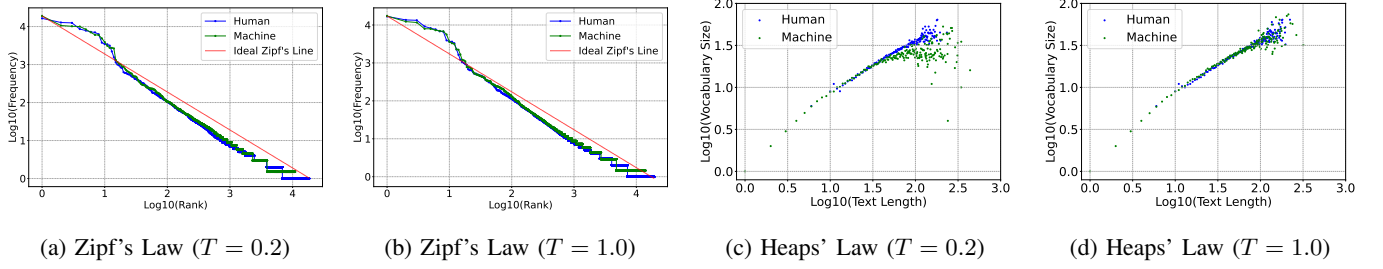 Log10(Frequency)
4
3
2
1
0
Human
Machine
Ideal Zipf's Line
0 1 2 3 4
Log10(Rank)
(a) Zipf's Law (T = 0.2)
Log10(Frequency)
4
3
2
1
0
Human
Machine
Ideal Zipf's Line
0 1 2 3 4
Log10(Rank)
(b) Zipf's Law (T = 1.0)
Log10(Vocabulary Size)
2.0
1.5
1.0
0.5
0.0
Human
Machine
0.0 0.5 1.0 1.5 2.0 2.5 3.0
Log10(Text Length)
(c) Heaps' Law (T = 0.2)
Log10(Vocabulary Size)
2.0
1.5
1.0
0.5
0.0
Human
Machine
0.0 0.5 1.0 1.5 2.0 2.5 3.0
Log10(Text Length)
(d) Heaps' Law (T = 1.0)